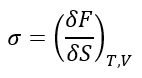 σ = (δF/δS)_{T,V}